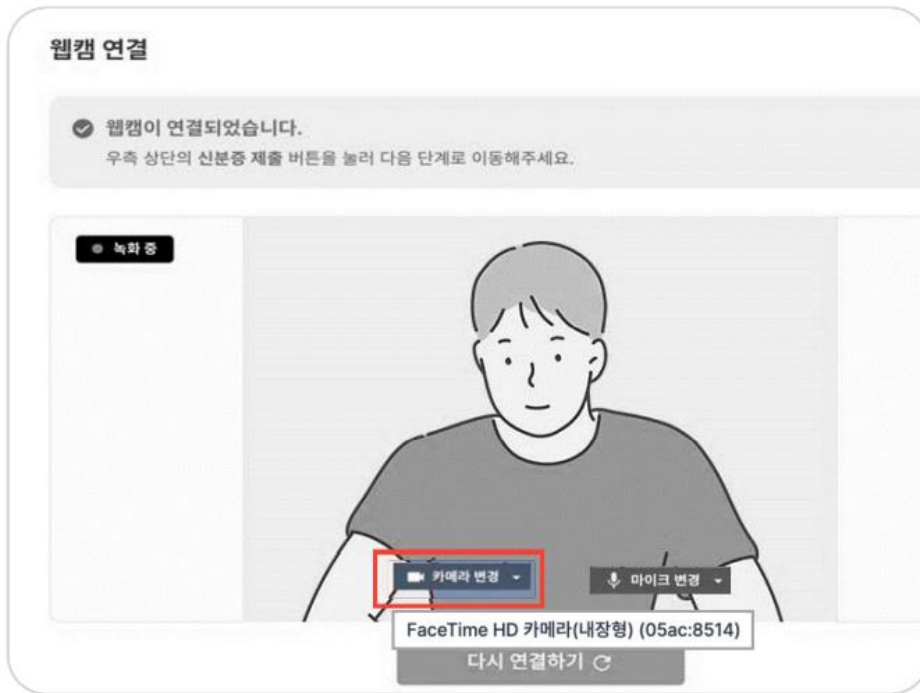 웹캠 연결
웹캠이 연결되었습니다.
우측 상단의 신분증 제출 버튼을 눌러 다음 단계로 이동해주세요.
녹화 중
카메라 변경
마이크 변경
FaceTime HD 카메라(내장형) (05ac:8514)
다시 연결하기